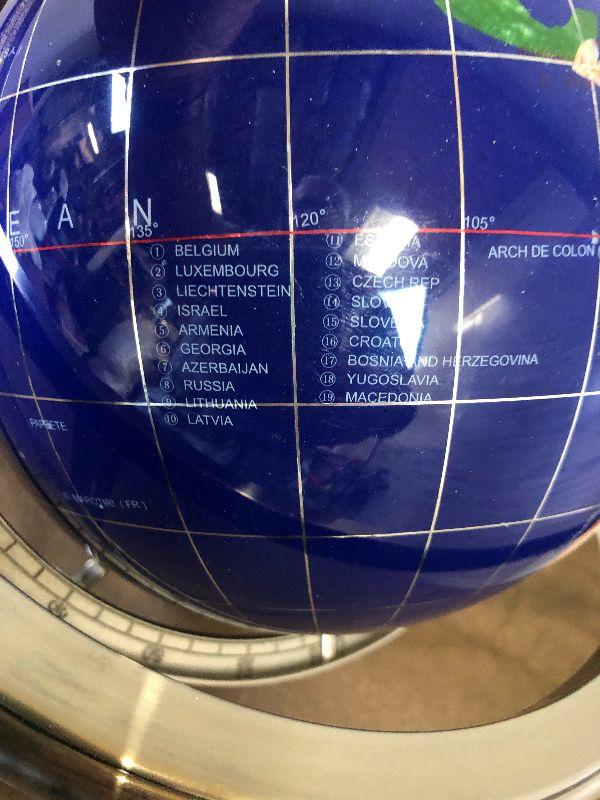 E A N
150°
135°
120°
105°
ARCH DE COLON
① BELGIUM
② LUXEMBOURG
③ LIECHTENSTEIN
④ ISRAEL
⑤ ARMENIA
⑥ GEORGIA
⑦ AZERBAIJAN
⑧ RUSSIA
⑨ LITHUANIA
⑩ LATVIA
⑪
⑫
⑬ CZECH REP
⑭
⑮
⑯
⑰ BOSNIA AND HERZEGOVINA
⑱ YUGOSLAVIA
⑲ MACEDONIA